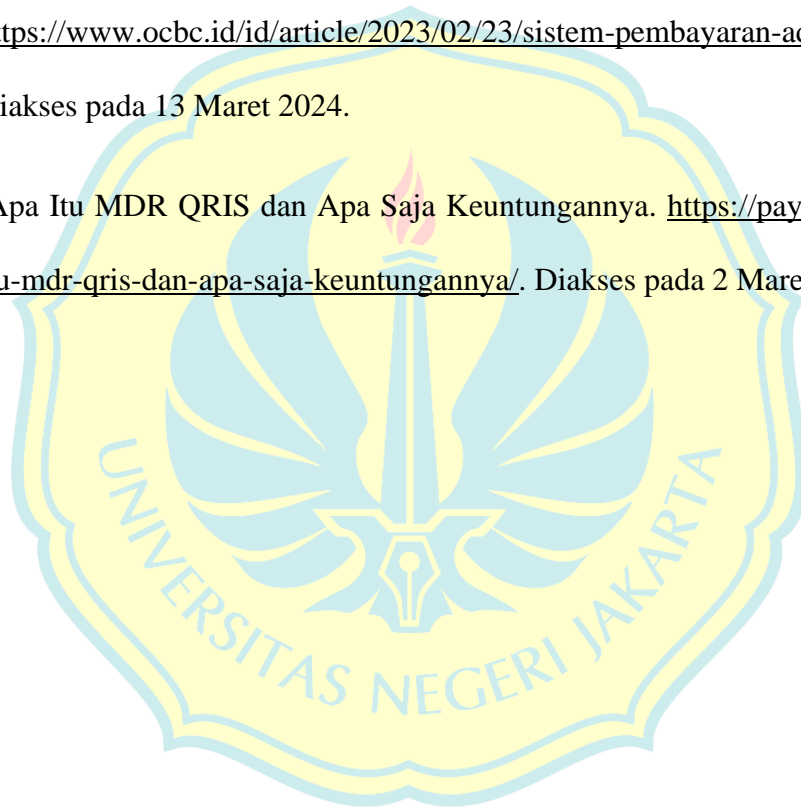 ttps://www.ocbc.id/id/article/2023/02/23/sistem-pembayaran-ad
iakses pada 13 Maret 2024.
Apa Itu MDR QRIS dan Apa Saja Keuntungannya. https://pay
u-mdr-qris-dan-apa-saja-keuntungannya/. Diakses pada 2 Mare
UNIVERSITAS NEGERI JAKARTA